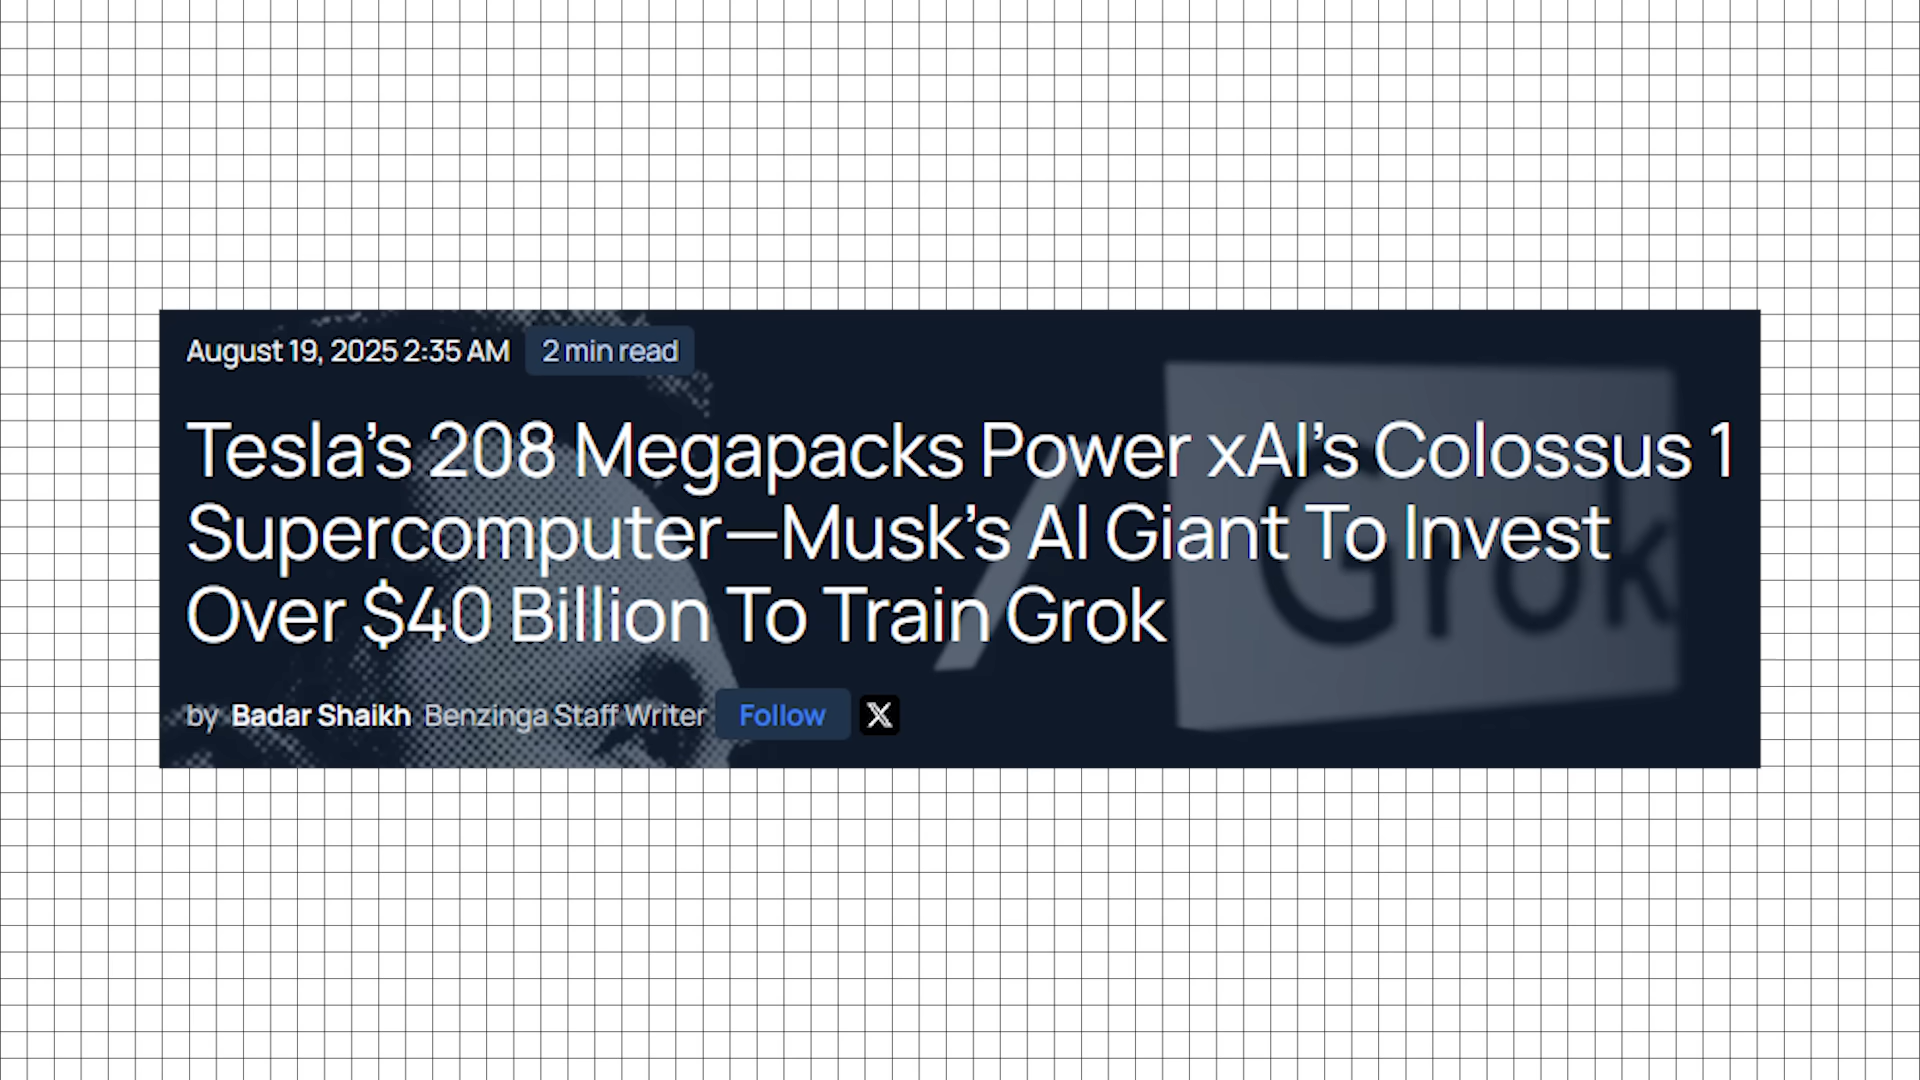 August 19, 2025 2:35 AM 2 min read
Tesla’s 208 Megapacks Power xAI’s Colossus 1
Supercomputer—Musk’s AI Giant To Invest
Over $40 Billion To Train Grok
Grok
by Badar Shaikh Benzinga Staff Writer Follow X